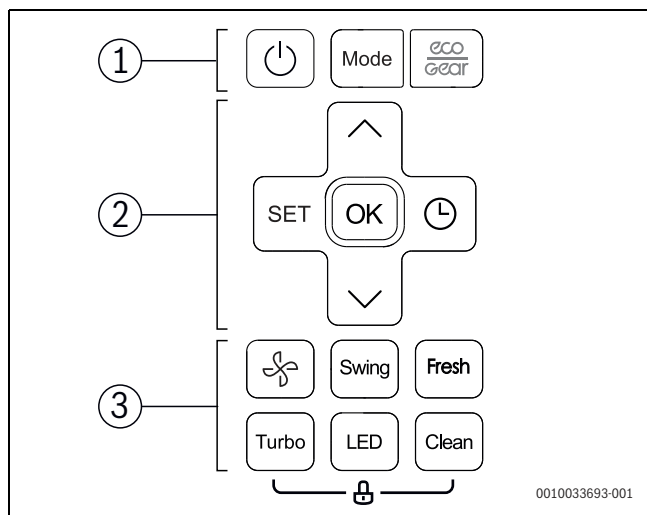 1 Mode eco
Gear
2 SET OK
3 Swing Fresh
Turbo LED Clean
0010033693-001